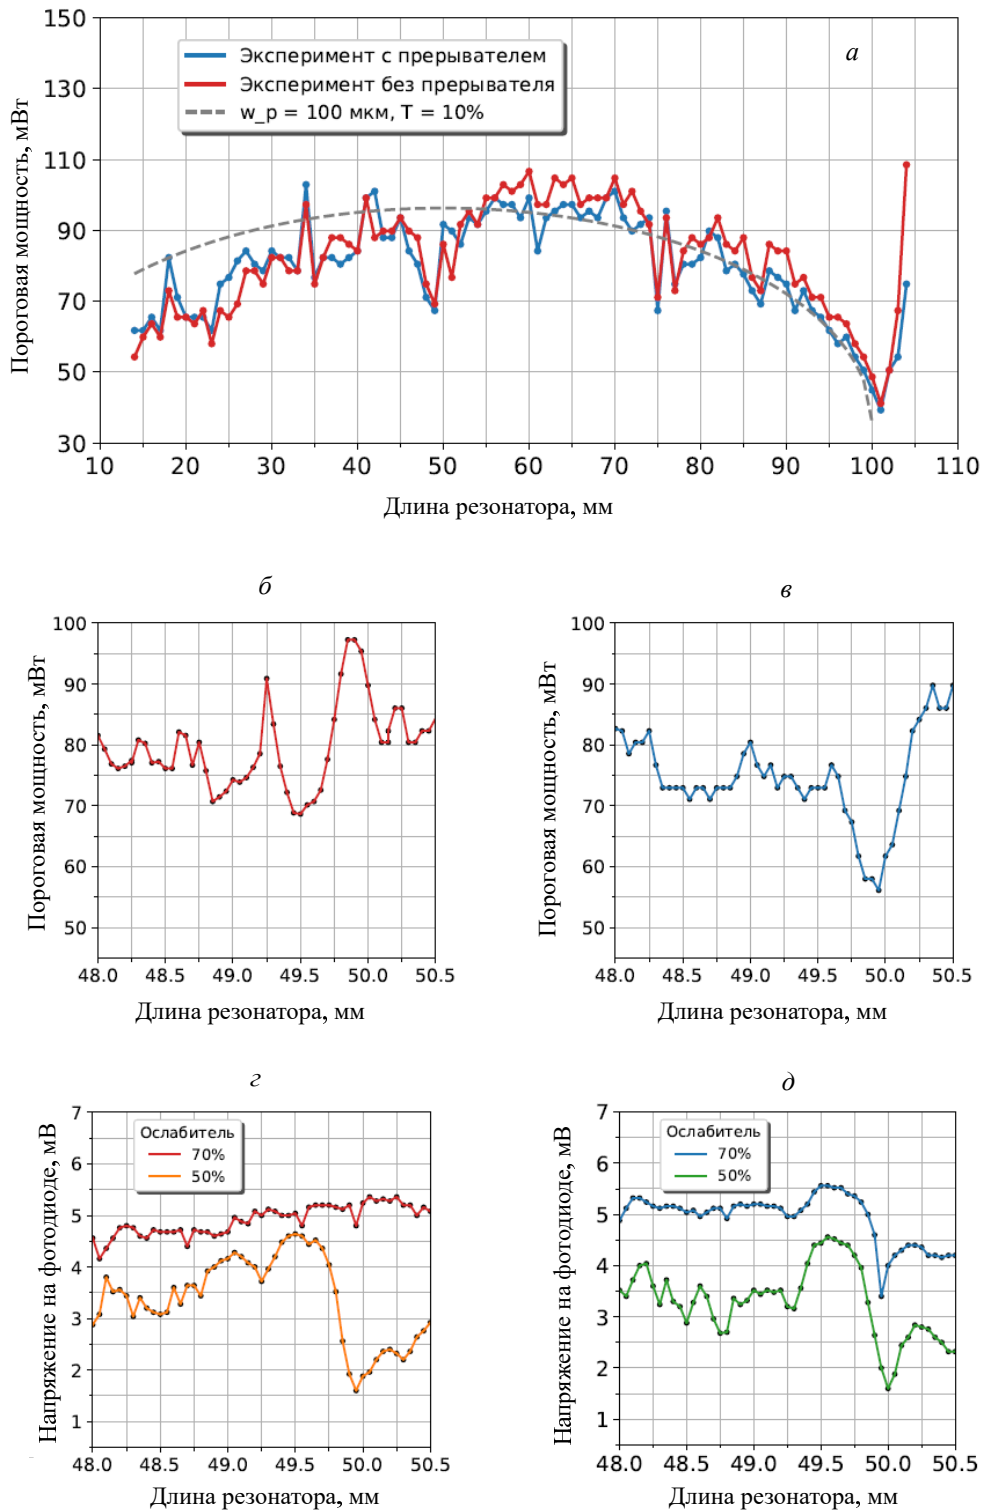 а
Эксперимент с прерывателем
Эксперимент без прерывателя
w_p = 100 мкм, T = 10%
Пороговая мощность, мВт
150
130
110
90
70
50
30
10 20 30 40 50 60 70 80 90 100 110
Длина резонатора, мм
б
Пороговая мощность, мВт
100
90
80
70
60
50
48.0 48.5 49.0 49.5 50.0 50.5
Длина резонатора, мм
в
Пороговая мощность, мВт
100
90
80
70
60
50
48.0 48.5 49.0 49.5 50.0 50.5
Длина резонатора, мм
г
Напряжение на фотодиоде, мВ
7
6
5
4
3
2
1
Ослабитель
70%
50%
48.0 48.5 49.0 49.5 50.0 50.5
Длина резонатора, мм
д
Напряжение на фотодиоде, мВ
7
6
5
4
3
2
1
Ослабитель
70%
50%
48.0 48.5 49.0 49.5 50.0 50.5
Длина резонатора, мм